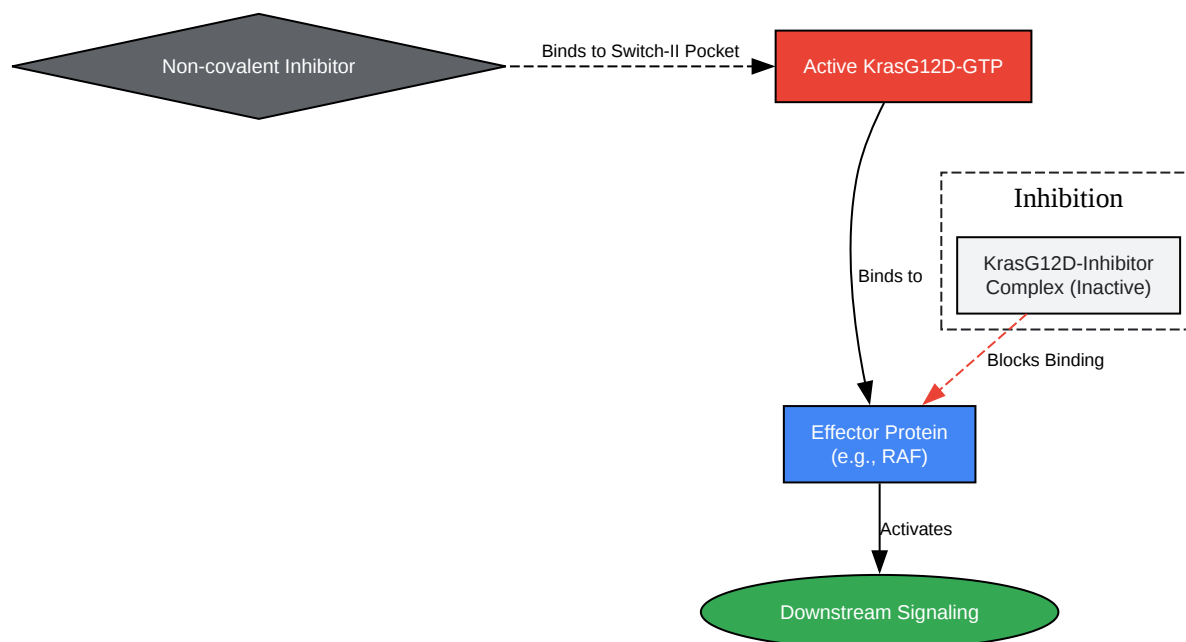 Non-covalent Inhibitor
Binds to Switch-II Pocket
Active KrasG12D-GTP
Inhibition
KrasG12D-Inhibitor
Complex (Inactive)
Binds to
Blocks Binding
Effector Protein
(e.g., RAF)
Activates
Downstream Signaling